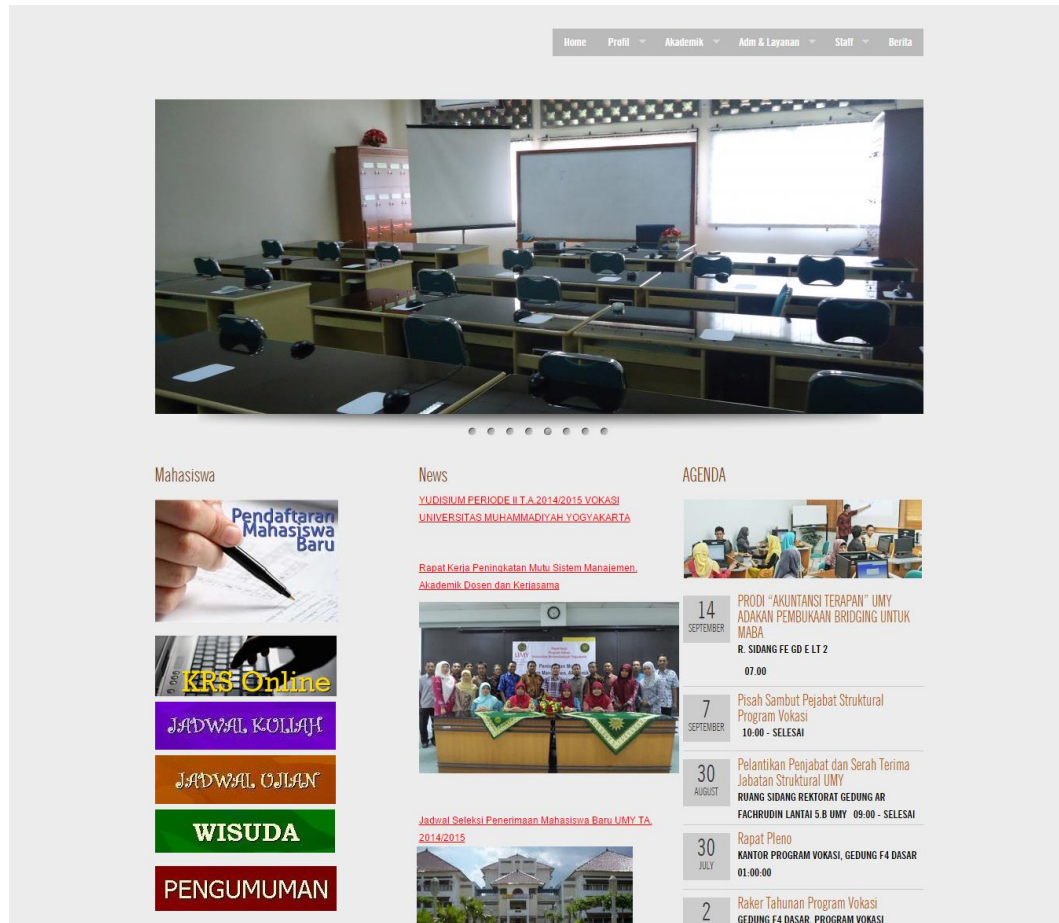 Home Profil Akademik Adm & Layanan Staff Berita
Mahasiswa
Pendaftaran
Mahasiswa
Baru
KRS Online
JADWAL KULIAH
JADWAL UJIAN
WISUDA
PENGUMUMAN
News
YUDISIUM PERIODE II T.A.2014/2015 VOKASI
UNIVERSITAS MUHAMMADIYAH YOGYAKARTA
Rapat Kerja Peningkatan Mutu Sistem Manajemen,
Akademik Dosen dan Kerjasama
UMY
Jadwal Seleksi Penerimaan Mahasiswa Baru UMY TA.
2014/2015
AGENDA
14
SEPTEMBER
PRODI “AKUNTANSI TERAPAN” UMY
ADAKAN PEMBUKAAN BRIDGING UNTUK
MABA
R. SIDANG FE GD E LT 2
07.00
7
SEPTEMBER
Pisah Sambut Pejabat Struktural
Program Vokasi
10:00 - SELESAI
30
AUGUST
Pelantikan Penjabat dan Serah Terima
Jabatan Struktural UMY
RUANG SIDANG REKTORAT GEDUNG AR
FACHRUDIN LANTAI 5.B UMY 09:00 - SELESAI
30
JULY
Rapat Pleno
KANTOR PROGRAM VOKASI, GEDUNG F4 DASAR
01:00:00
2
Raker Tahunan Program Vokasi
GEDUNG F4 DASAR, PROGRAM VOKASI